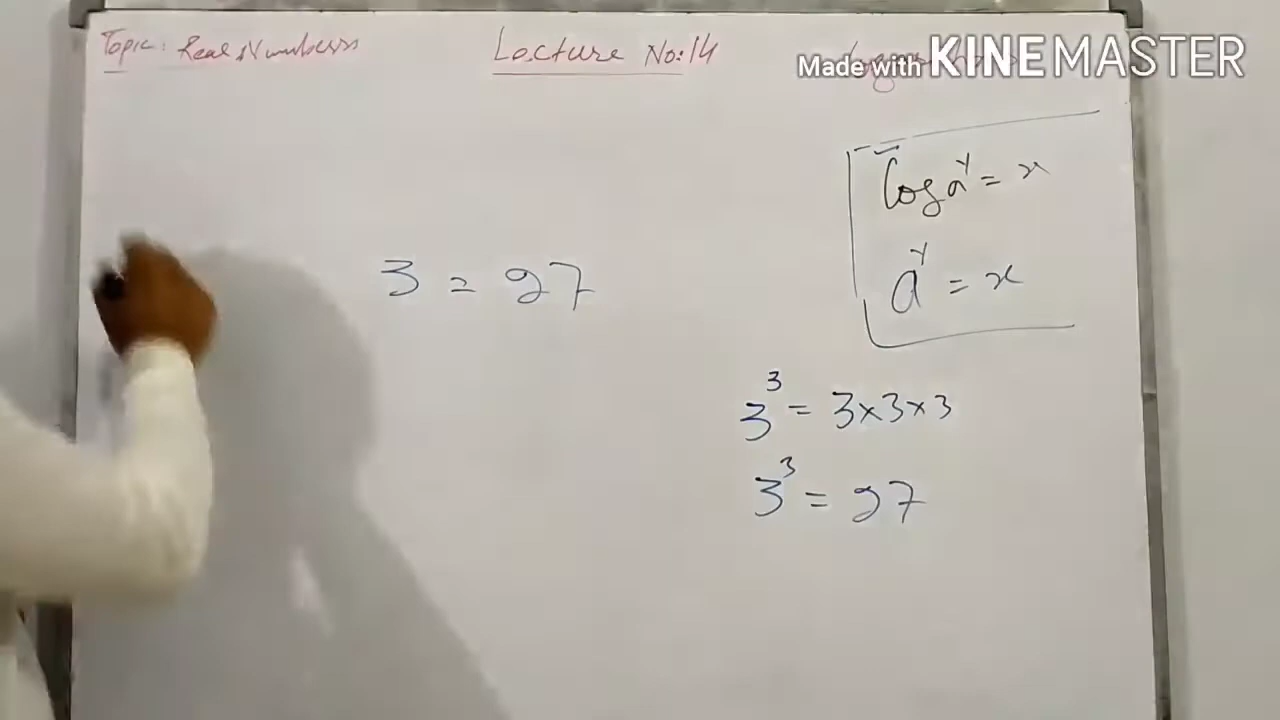 Topic: Real Numbers
Lecture No:14
Made with KINEMASTER
Log a^y = x
a^y = x
3 = 27
3^3 = 3×3×3
3^3 = 27